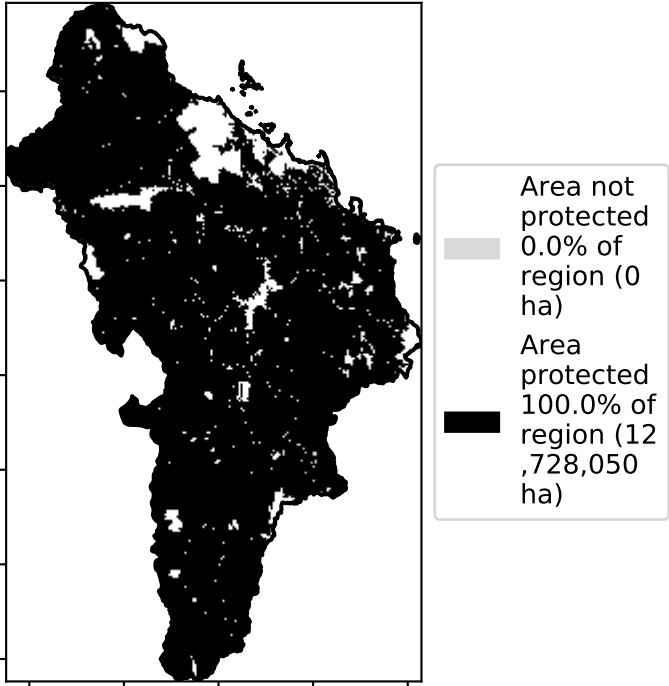 Area not
protected
0.0% of
region (0
ha)
Area
protected
100.0% of
region (12
,728,050
ha)